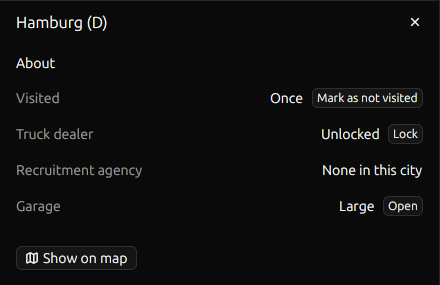 Hamburg (D)
About
Visited Once Mark as not visited
Truck dealer Unlocked Lock
Recruitment agency None in this city
Garage Large Open
Show on map